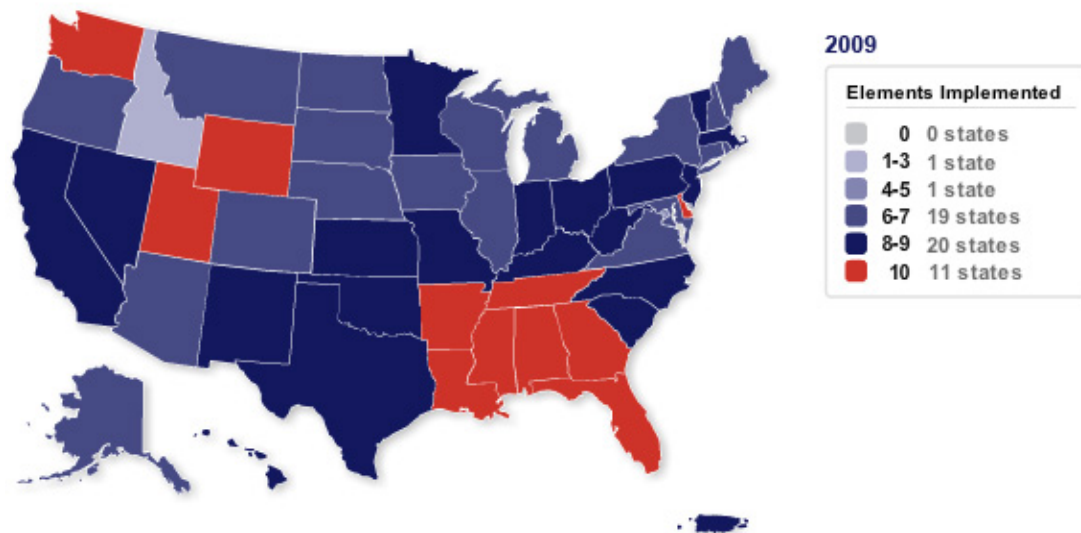 2009
Elements Implemented
0 0 states
1-3 1 state
4-5 1 state
6-7 19 states
8-9 20 states
10 11 states